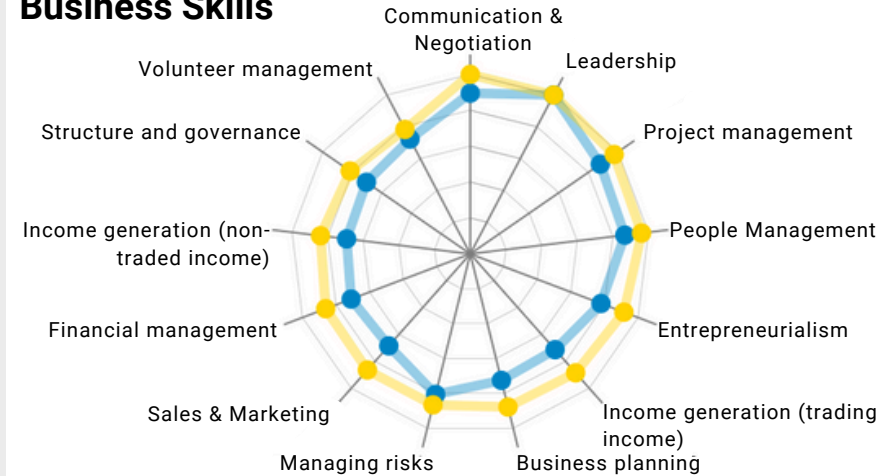 Business Skills
Communication &
Negotiation
Leadership
Volunteer management
Structure and governance
Project management
Income generation (non-
traded income)
People Management
Financial management
Entrepreneurialism
Sales & Marketing
Income generation (trading
income)
Managing risks
Business planning